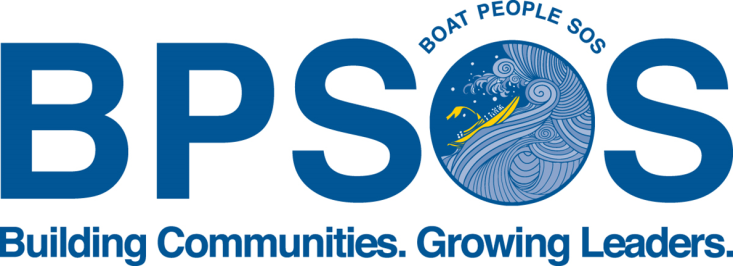 BOAT PEOPLE SOS
BPSOS
Building Communities. Growing Leaders.